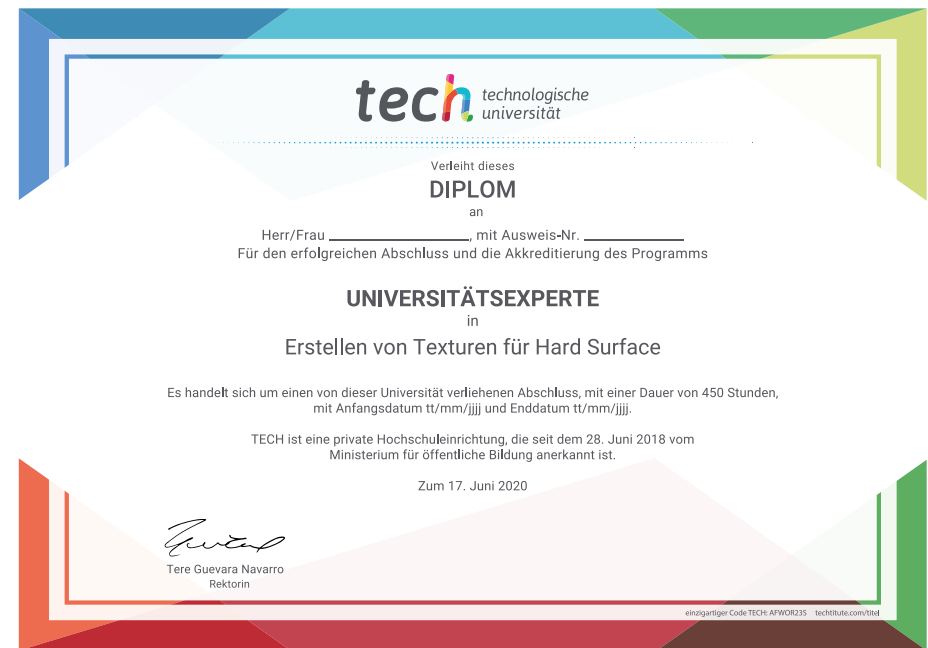 tech technologische
universität
Verleiht dieses
DIPLOM
an
Herr/Frau ____________________, mit Ausweis-Nr. ______________
Für den erfolgreichen Abschluss und die Akkreditierung des Programms
UNIVERSITÄTSEXPERTE
in
Erstellen von Texturen für Hard Surface
Es handelt sich um einen von dieser Universität verliehenen Abschluss, mit einer Dauer von 450 Stunden,
mit Anfangsdatum tt/mm/jjjj und Enddatum tt/mm/jjjj.
TECH ist eine private Hochschuleinrichtung, die seit dem 28. Juni 2018 vom
Ministerium für öffentliche Bildung anerkannt ist.
Zum 17. Juni 2020
Tere Guevara Navarro
Rektorin
einzigartiger Code TECH: AFWOR23S techtitute.com/titel